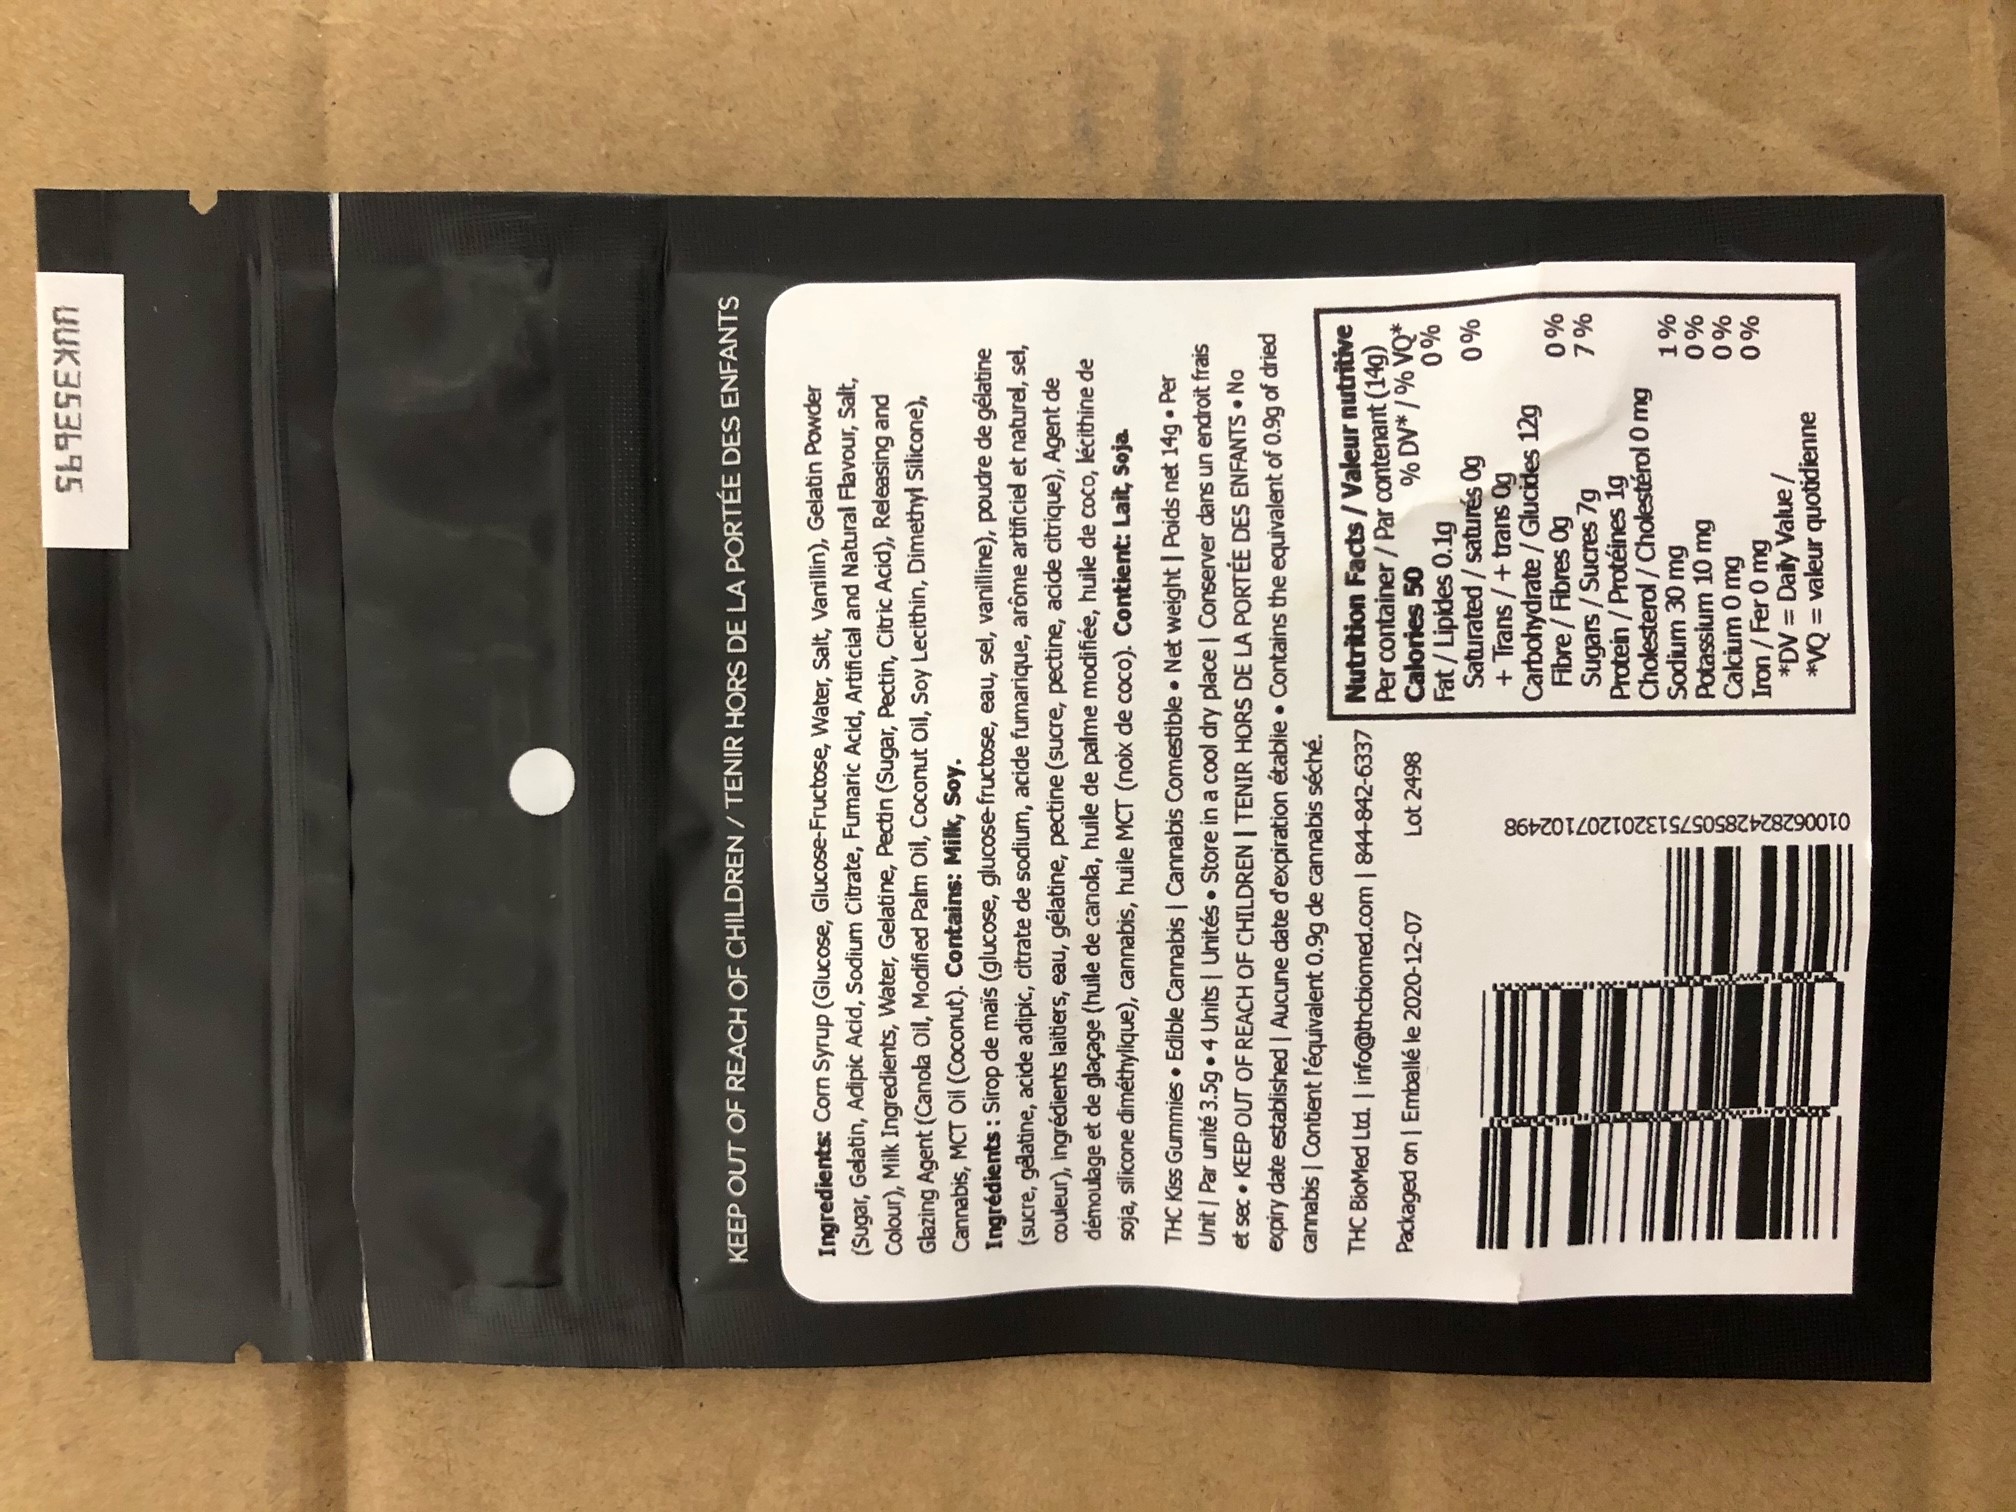 UUK353695
KEEP OUT OF REACH OF CHILDREN / TENIR HORS DE LA PORTÉE DES ENFANTS
Ingredients: Corn Syrup (Glucose, Glucose-Fructose, Water, Salt, Vanillin), Gelatin Powder
(Sugar, Gelatin, Adipic Acid, Sodium Citrate, Fumaric Acid, Artificial and Natural Flavour, Salt,
Colour), Milk Ingredients, Water, Gelatine, Pectin (Sugar, Pectin, Citric Acid), Releasing and
Glazing Agent (Canola Oil, Modified Palm Oil, Coconut Oil, Soy Lecithin, Dimethyl Silicone),
Cannabis, MCT Oil (Coconut). Contains: Milk, Soy.
Ingrédients : Sirop de maïs (glucose, glucose-fructose, eau, sel, vanilline), poudre de gélatine
(sucre, gélatine, acide adipic, citrate de sodium, acide fumarique, arôme artificiel et naturel, sel,
couleur), ingrédients laitiers, eau, gélatine, pectine (sucre, pectine, acide citrique), Agent de
démoulage et de glaçage (huile de canola, huile de palme modifiée, huile de coco, lécithine de
soja, silicone diméthylique), cannabis, huile MCT (noix de coco). Contient: Lait, Soja.
THC Kiss Gummies • Edible Cannabis | Cannabis Comestible • Net weight | Poids net 14g • Per
Unit | Par unité 3.5g • 4 Units | Unités • Store in a cool dry place | Conserver dans un endroit frais
et sec • KEEP OUT OF REACH OF CHILDREN | TENIR HORS DE LA PORTÉE DES ENFANTS • No
expiry date established | Aucune date d'expiration établie • Contains the equivalent of 0.9g of dried
cannabis | Contient l'équivalent 0.9g de cannabis séché.
THC BioMed Ltd. | info@thcbiomed.com | 844-842-6337
Packaged on | Emballé le 2020-12-07 Lot 2498
010062824285057513201207102498
Nutrition Facts / Valeur nutritive
Per container / Par contenant (14g)
Calories 50 % DV* / % VQ*
Fat / Lipides 0.1g 0 %
Saturated / saturés 0g 0 %
+ Trans / + trans 0g
Carbohydrate / Glucides 12g
Fibre / Fibres 0g 0 %
Sugars / Sucres 7g 7 %
Protein / Protéines 1g
Cholesterol / Cholestérol 0 mg
Sodium 30 mg 1 %
Potassium 10 mg 0 %
Calcium 0 mg 0 %
Iron / Fer 0 mg 0 %
*DV = Daily Value /
*VQ = valeur quotidienne